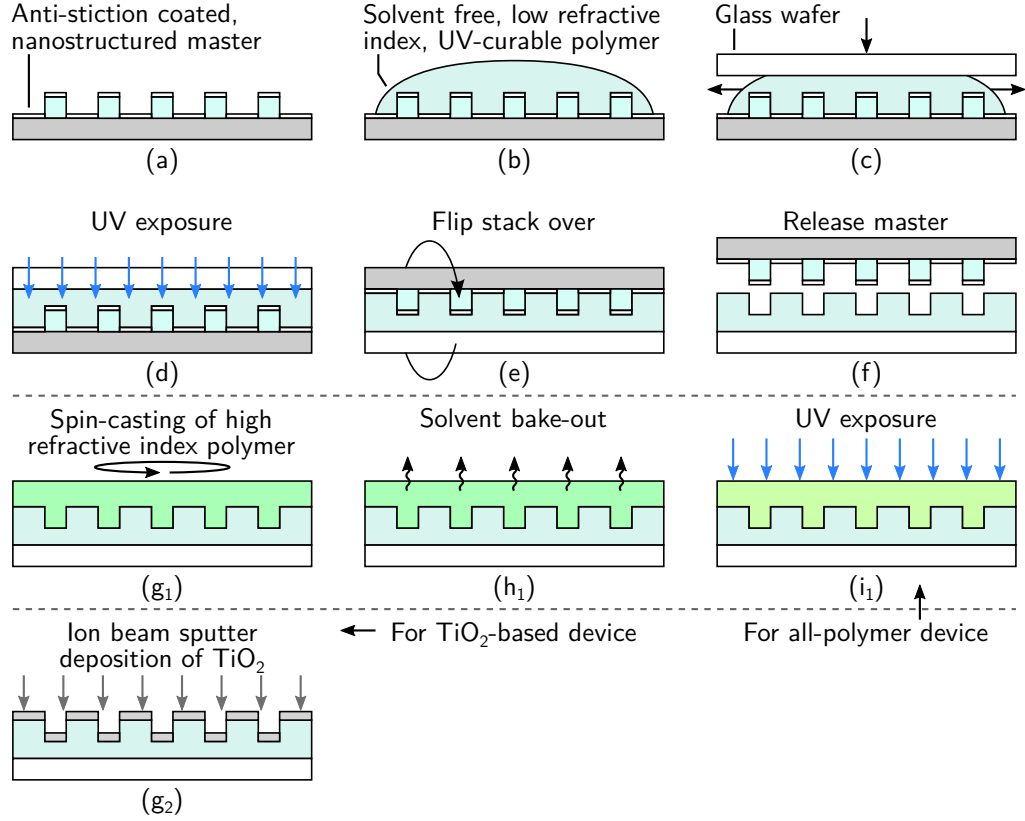 Anti-stiction coated,
nanostructured master
(a)
Solvent free, low refractive
index, UV-curable polymer
(b)
Glass wafer
(c)
UV exposure
(d)
Flip stack over
(e)
Release master
(f)
Spin-casting of high
refractive index polymer
(g₁)
Solvent bake-out
(h₁)
UV exposure
(i₁)
Ion beam sputter
deposition of TiO₂
(g₂)
For TiO₂-based device
For all-polymer device